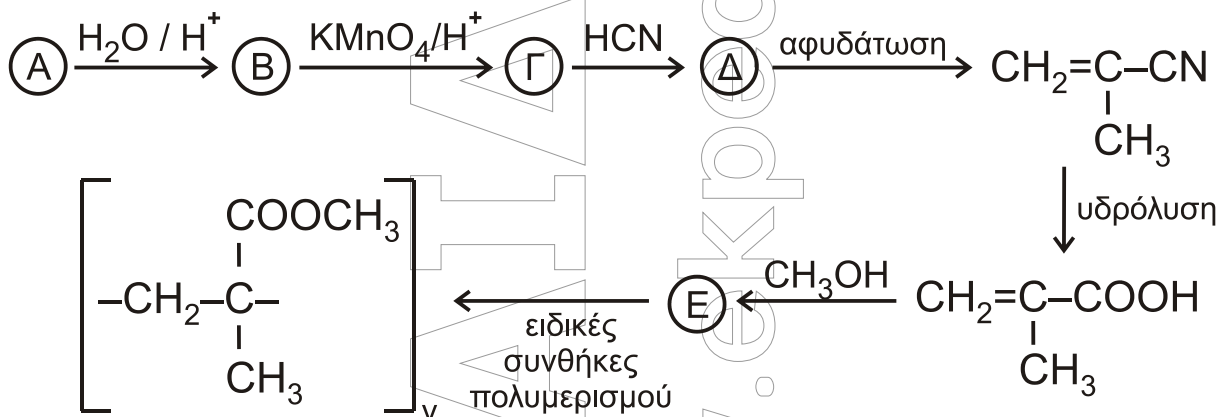 A H₂O / H⁺ B KMnO₄/H⁺ Γ HCN Δ αφυδάτωση CH₂=C–CN
CH₃
υδρόλυση
COOCH₃
–CH₂–C–
CH₃
ν
ειδικές
συνθήκες
πολυμερισμού
E
CH₃OH
CH₂=C–COOH
CH₃